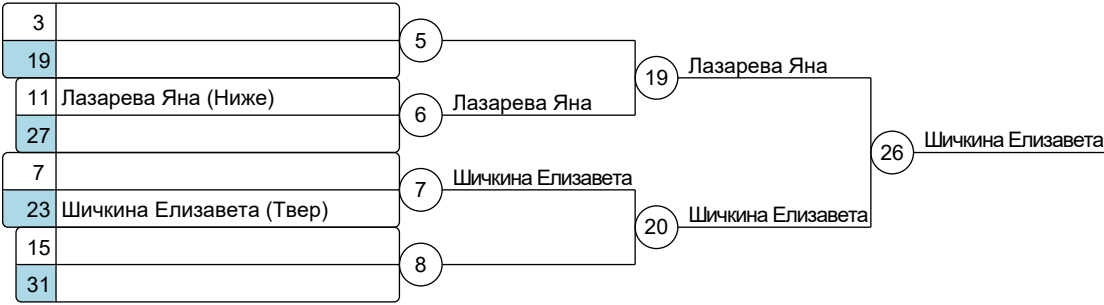 3
5
19
19 Лазарева Яна
11 Лазарева Яна (Ниже)
6 Лазарева Яна
27
26 Шичкина Елизавета
7
7 Шичкина Елизавета
23 Шичкина Елизавета (Твер)
20 Шичкина Елизавета
15
8
31